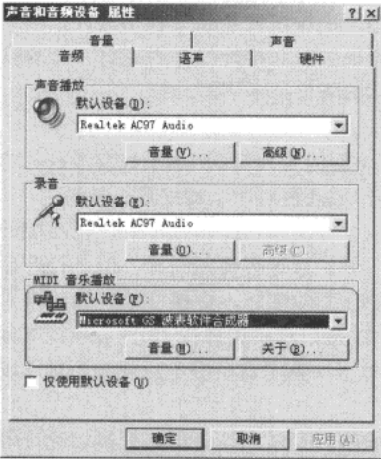 声音和音频设备 属性
音量 声音
音频 语声 硬件
声音播放
默认设备(D):
Realtek AC97 Audio
音量(V)... 高级(N)...
录音
默认设备(E):
Realtek AC97 Audio
音量(O)... 高级(C)...
MIDI 音乐播放
默认设备(F):
Microsoft GS 波表软件合成器
音量(M)... 关于(B)...
仅使用默认设备(U)
确定 取消 应用(A)